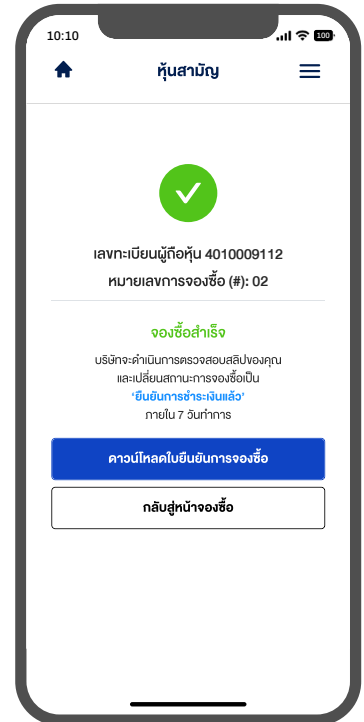 10:10
100
หุ้นสามัญ
เลขทะเบียนผู้ถือหุ้น 4010009112
หมายเลขการจองซื้อ (#): 02
จองซื้อสำเร็จ
บริษัทจะดำเนินการตรวจสอบสลิปของคุณ
และเปลี่ยนสถานะการจองซื้อเป็น
‘ยืนยันการชำระเงินแล้ว’
ภายใน 7 วันทำการ
ดาวน์โหลดใบยืนยันการจองซื้อ
กลับสู่หน้าจองซื้อ